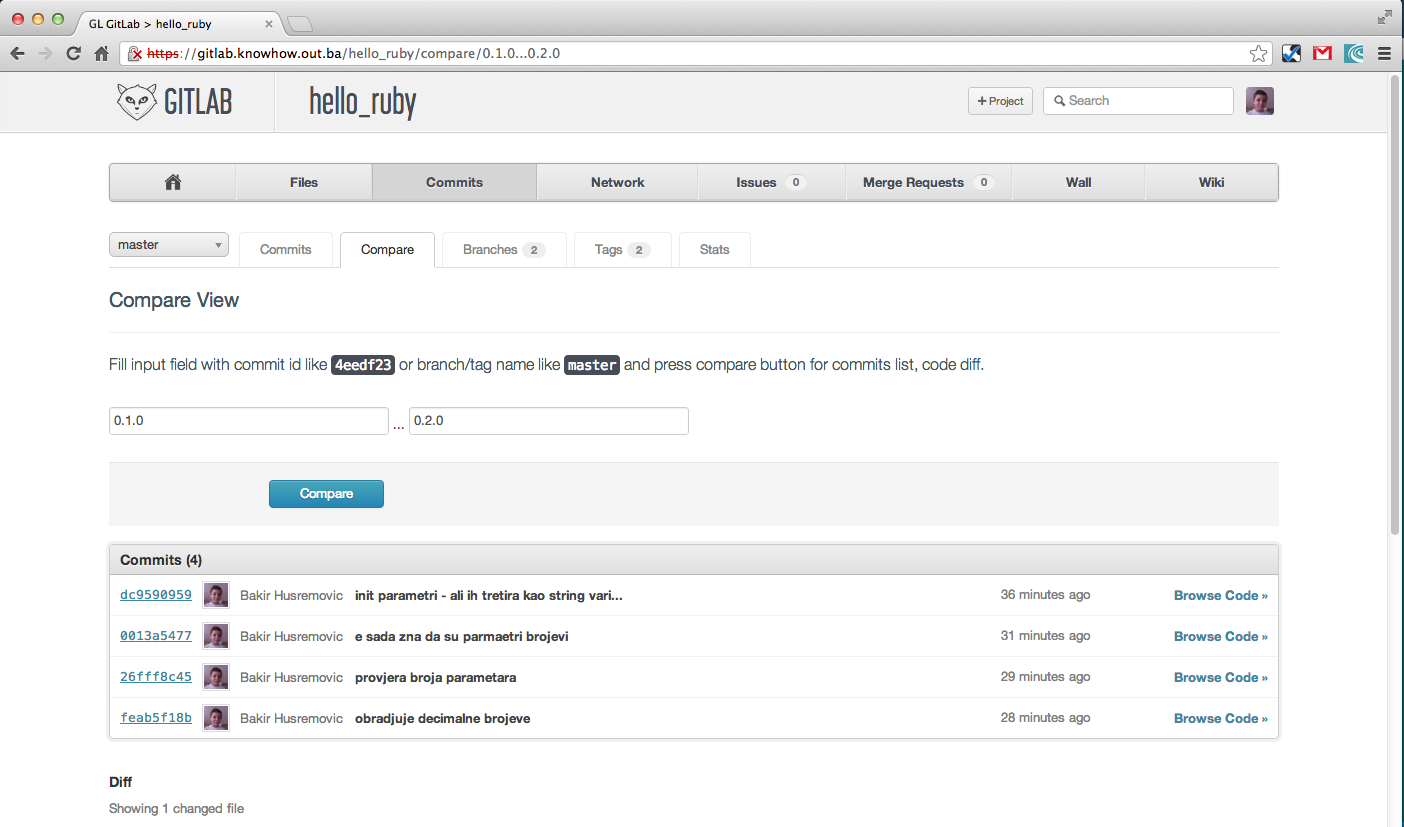 GL GitLab > hello_ruby
https://gitlab.knowhow.out.ba/hello_ruby/compare/0.1.0...0.2.0
GITLAB hello_ruby + Project Search
Files Commits Network Issues 0 Merge Requests 0 Wall Wiki
master Commits Compare Branches 2 Tags 2 Stats
Compare View
Fill input field with commit id like 4eedf23 or branch/tag name like master and press compare button for commits list, code diff.
0.1.0 ... 0.2.0
Compare
Commits (4)
dc9590959 Bakir Husremovic init parametri - ali ih tretira kao string vari... 36 minutes ago Browse Code »
0013a5477 Bakir Husremovic e sada zna da su parmaetri brojevi 31 minutes ago Browse Code »
26fff8c45 Bakir Husremovic provjera broja parametara 29 minutes ago Browse Code »
feab5f18b Bakir Husremovic obradjuje decimalne brojeve 28 minutes ago Browse Code »
Diff
Showing 1 changed file